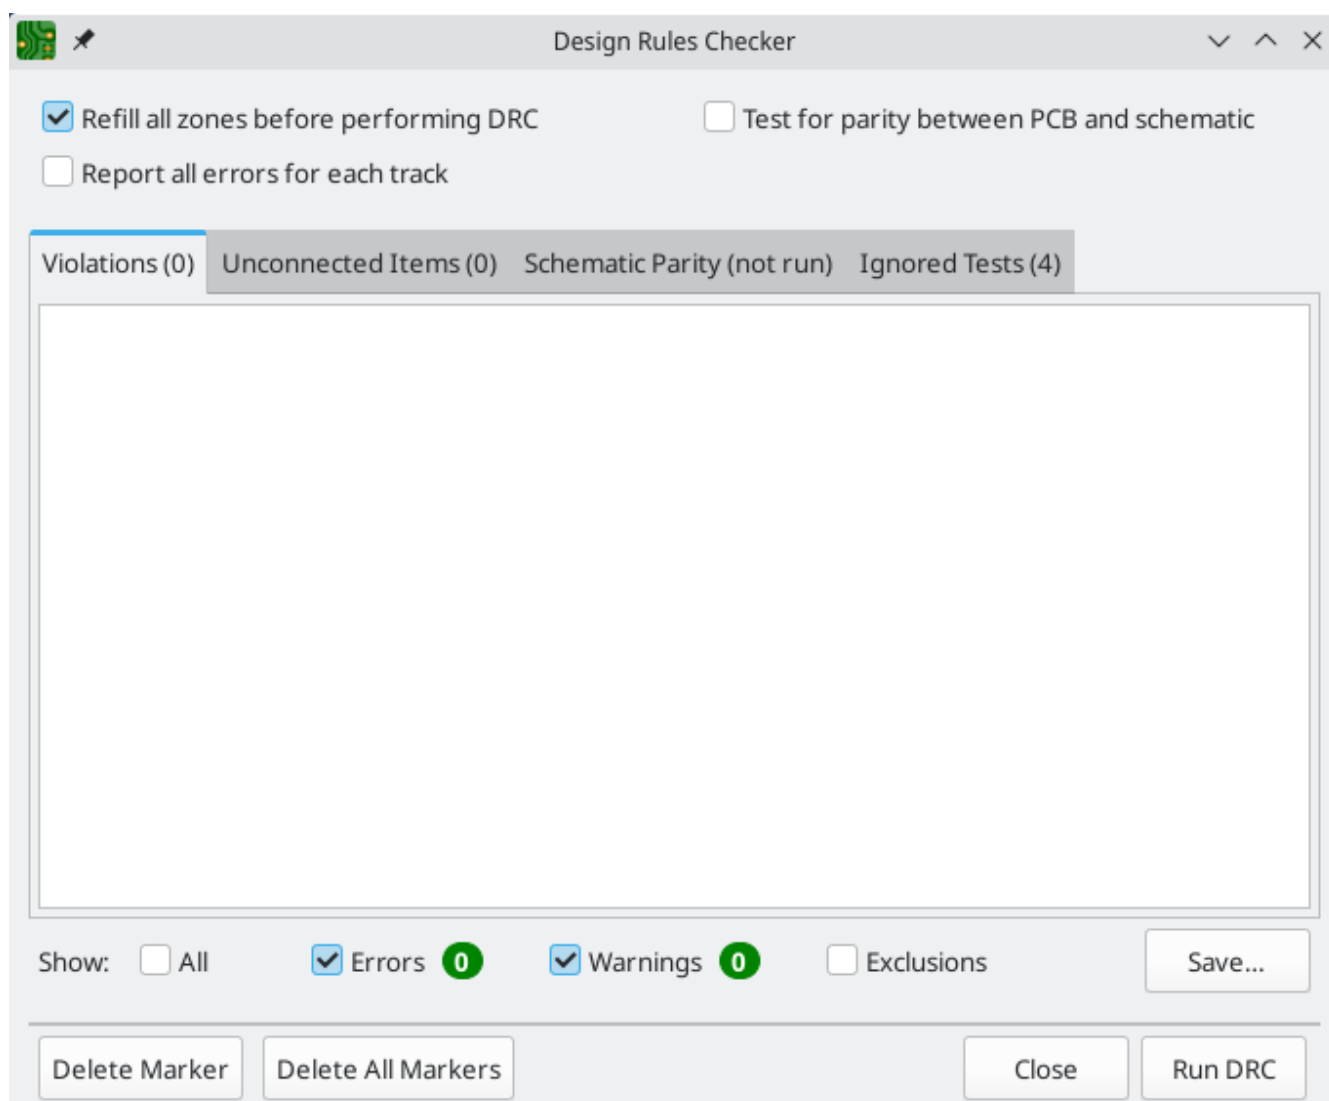 Design Rules Checker
Refill all zones before performing DRC
Test for parity between PCB and schematic
Report all errors for each track
Violations (0) Unconnected Items (0) Schematic Parity (not run) Ignored Tests (4)
Show: All Errors 0 Warnings 0 Exclusions Save...
Delete Marker Delete All Markers Close Run DRC